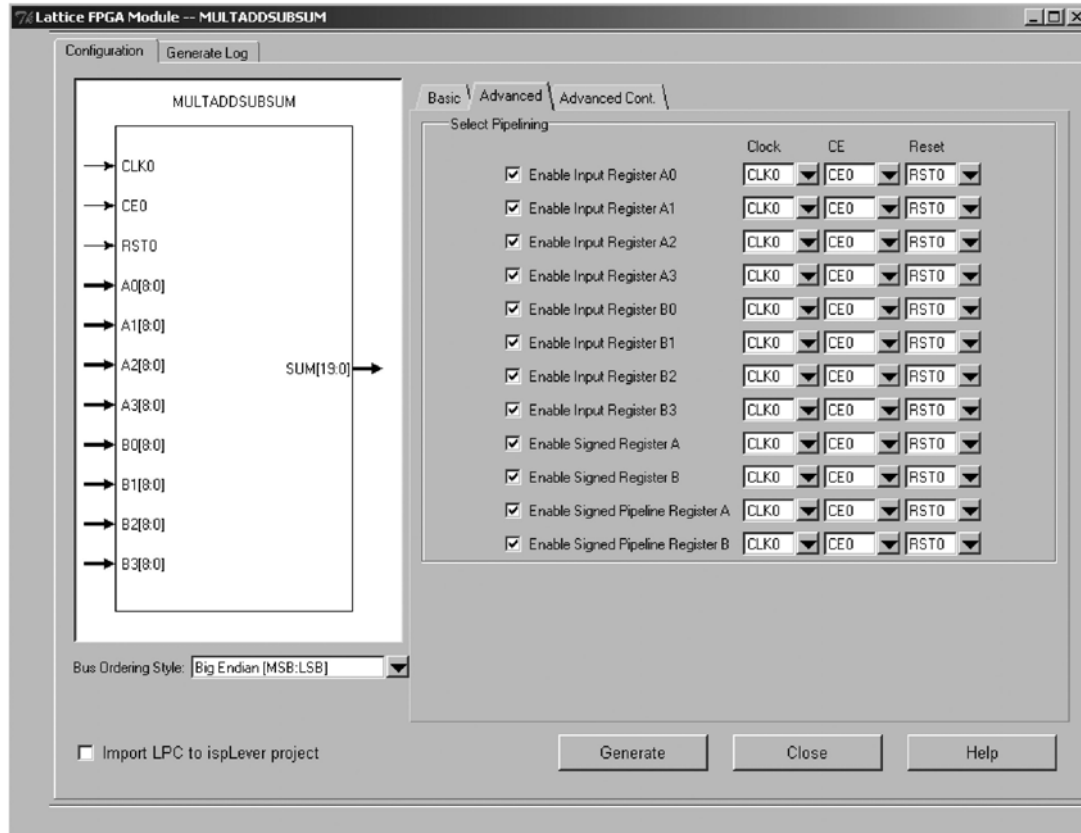 Lattice FPGA Module -- MULTADDSUBSUM
Configuration
Generate Log
MULTADDSUBSUM
CLK0
CE0
RST0
A0[8:0]
A1[8:0]
A2[8:0]
A3[8:0]
B0[8:0]
B1[8:0]
B2[8:0]
B3[8:0]
SUM[19:0]
Bus Ordering Style: Big Endian [MSB:LSB]
Basic
Advanced
Advanced Cont.
Select Pipelining
Clock CE Reset
Enable Input Register A0 CLK0 CE0 RST0
Enable Input Register A1 CLK0 CE0 RST0
Enable Input Register A2 CLK0 CE0 RST0
Enable Input Register A3 CLK0 CE0 RST0
Enable Input Register B0 CLK0 CE0 RST0
Enable Input Register B1 CLK0 CE0 RST0
Enable Input Register B2 CLK0 CE0 RST0
Enable Input Register B3 CLK0 CE0 RST0
Enable Signed Register A CLK0 CE0 RST0
Enable Signed Register B CLK0 CE0 RST0
Enable Signed Pipeline Register A CLK0 CE0 RST0
Enable Signed Pipeline Register B CLK0 CE0 RST0
Import LPC to ispLever project
Generate
Close
Help